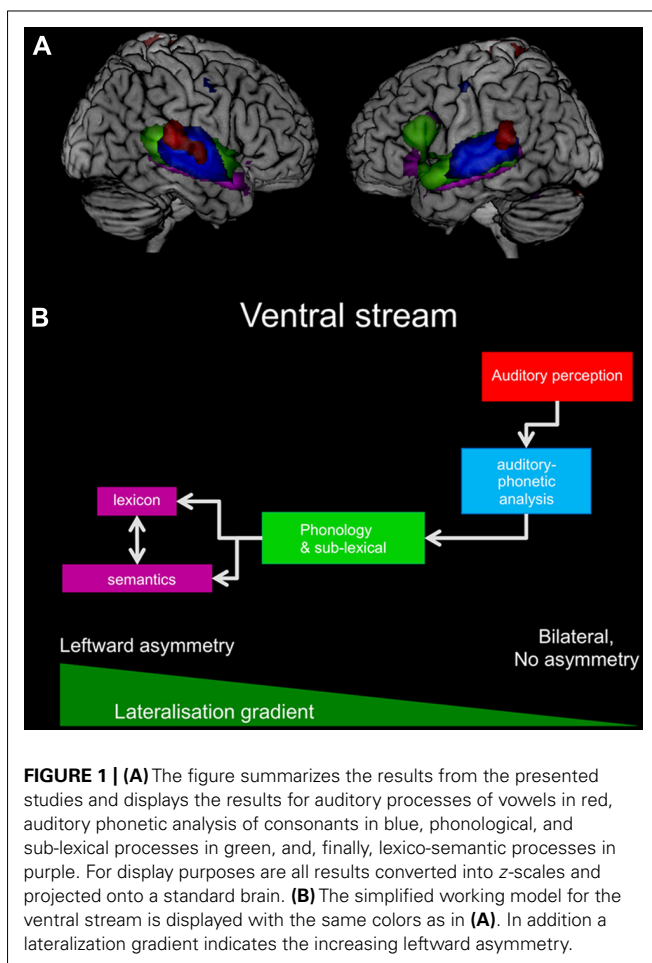 A
B
Ventral stream
Auditory perception
auditory-
phonetic
analysis
lexicon
Phonology
& sub-lexical
semantics
Leftward asymmetry
Bilateral,
No asymmetry
Lateralisation gradient
FIGURE 1 | (A) The figure summarizes the results from the presented
studies and displays the results for auditory processes of vowels in red,
auditory phonetic analysis of consonants in blue, phonological, and
sub-lexical processes in green, and, finally, lexico-semantic processes in
purple. For display purposes are all results converted into z-scales and
projected onto a standard brain. (B) The simplified working model for the
ventral stream is displayed with the same colors as in (A). In addition a
lateralization gradient indicates the increasing leftward asymmetry.